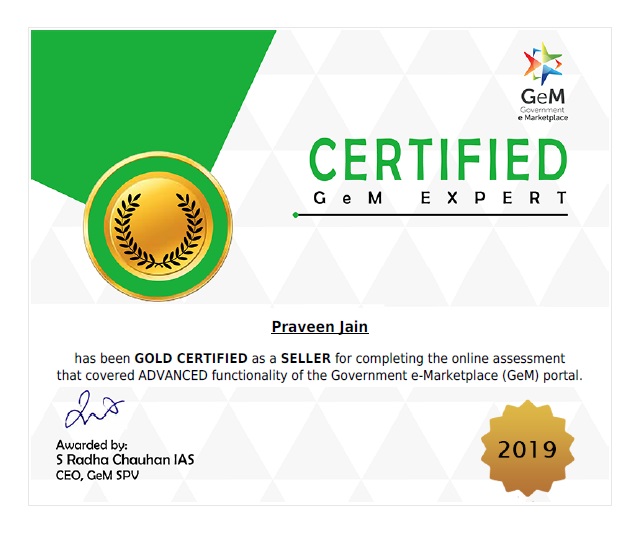 GeM
Government
e Marketplace
CERTIFIED
GeM EXPERT
Praveen Jain
has been GOLD CERTIFIED as a SELLER for completing the online assessment
that covered ADVANCED functionality of the Government e-Marketplace (GeM) portal.
Awarded by:
S Radha Chauhan IAS
CEO, GeM SPV
2019